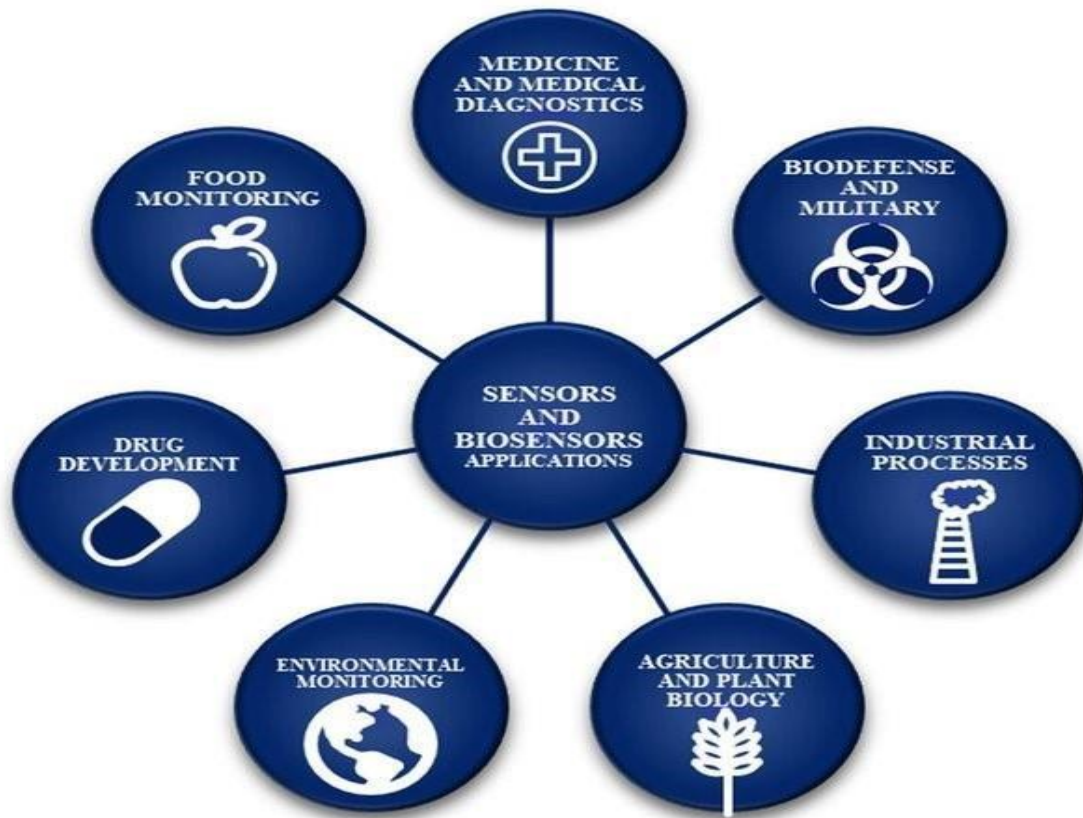 MEDICINE
AND MEDICAL
DIAGNOSTICS
BIODEFENSE
AND
MILITARY
FOOD
MONITORING
SENSORS
AND
BIOSENSORS
APPLICATIONS
INDUSTRIAL
PROCESSES
DRUG
DEVELOPMENT
ENVIRONMENTAL
MONITORING
AGRICULTURE
AND PLANT
BIOLOGY